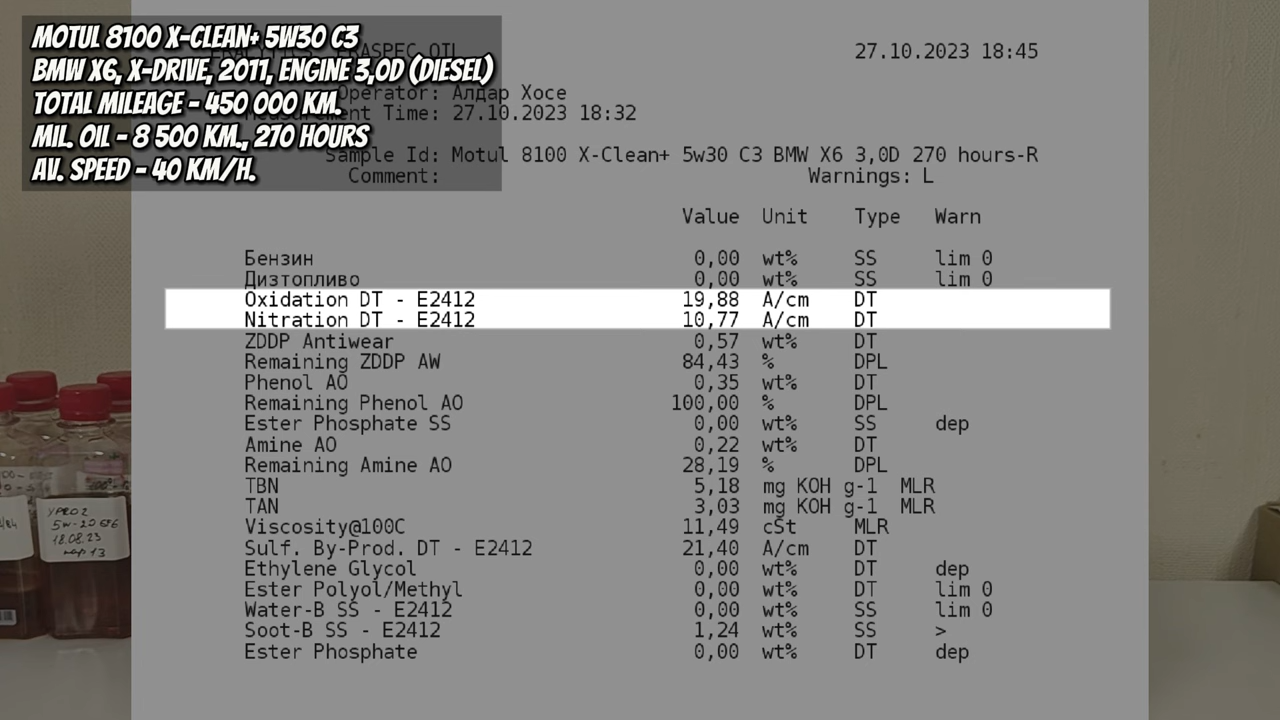 MOTUL 8100 X-CLEAN+ 5W30 C3
BMW X6, X-DRIVE, 2011, ENGINE 3,0D (DIESEL)
TOTAL MILEAGE - 450 000 KM.
MIL. OIL - 8 500 KM., 270 HOURS
AV. SPEED - 40 KM/H.
ERASPEC OIL
27.10.2023 18:45
Operator: Алдар Хосе
Measurement Time: 27.10.2023 18:32
Sample Id: Motul 8100 X-Clean+ 5w30 C3 BMW X6 3,0D 270 hours-R
Comment: Warnings: L
Value Unit Type Warn
Бензин 0,00 wt% SS lim 0
Дизтопливо 0,00 wt% SS lim 0
Oxidation DT - E2412 19,88 A/cm DT
Nitration DT - E2412 10,77 A/cm DT
ZDDP Antiwear 0,57 wt% DT
Remaining ZDDP AW 84,43 % DPL
Phenol AO 0,35 wt% DT
Remaining Phenol AO 100,00 % DPL
Ester Phosphate SS 0,00 wt% SS dep
Amine AO 0,22 wt% DT
Remaining Amine AO 28,19 % DPL
TBN 5,18 mg KOH g-1 MLR
TAN 3,03 mg KOH g-1 MLR
Viscosity@100C 11,49 cSt MLR
Sulf. By-Prod. DT - E2412 21,40 A/cm DT
Ethylene Glycol 0,00 wt% DT dep
Ester Polyol/Methyl 0,00 wt% DT lim 0
Water-B SS - E2412 0,00 wt% SS lim 0
Soot-B SS - E2412 1,24 wt% SS >
Ester Phosphate 0,00 wt% DT dep
5w-20
18.08.23